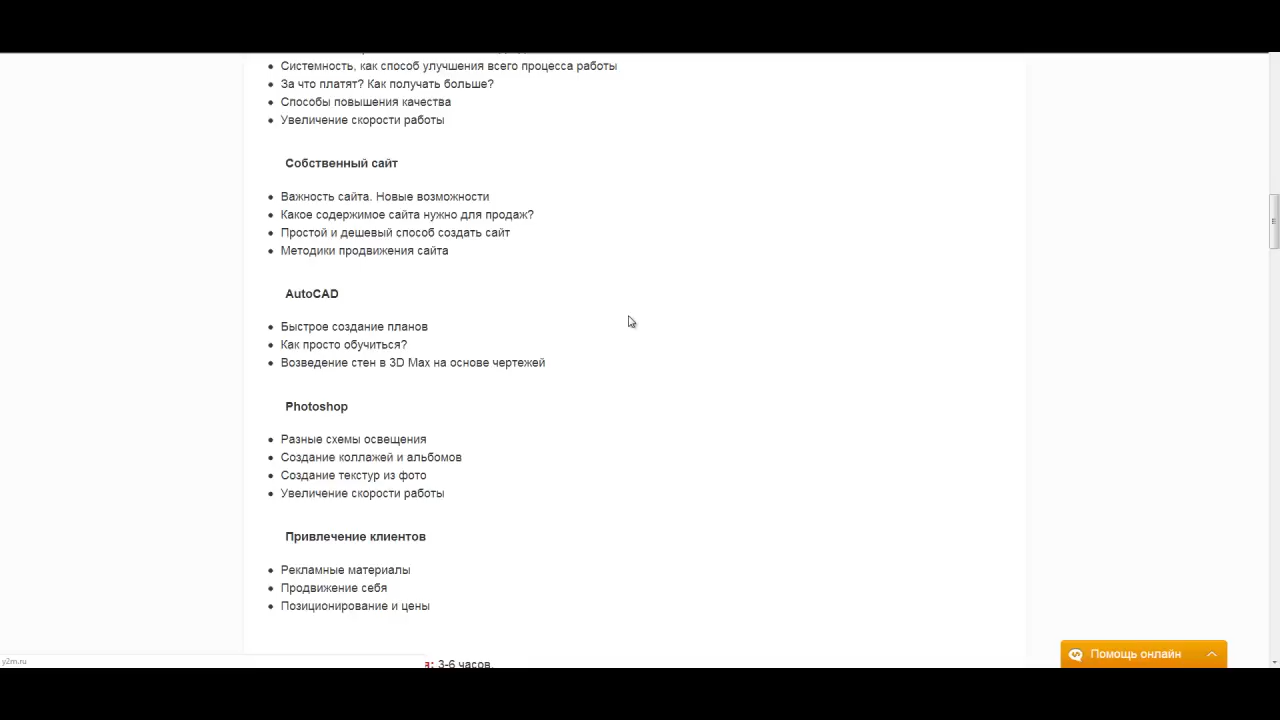 Системность, как способ улучшения всего процесса работы
За что платят? Как получать больше?
Способы повышения качества
Увеличение скорости работы
Собственный сайт
Важность сайта. Новые возможности
Какое содержимое сайта нужно для продаж?
Простой и дешевый способ создать сайт
Методики продвижения сайта
AutoCAD
Быстрое создание планов
Как просто обучиться?
Возведение стен в 3D Max на основе чертежей
Photoshop
Разные схемы освещения
Создание коллажей и альбомов
Создание текстур из фото
Увеличение скорости работы
Привлечение клиентов
Рекламные материалы
Продвижение себя
Позиционирование и цены
3-6 часов.
y2m.ru
Помощь онлайн